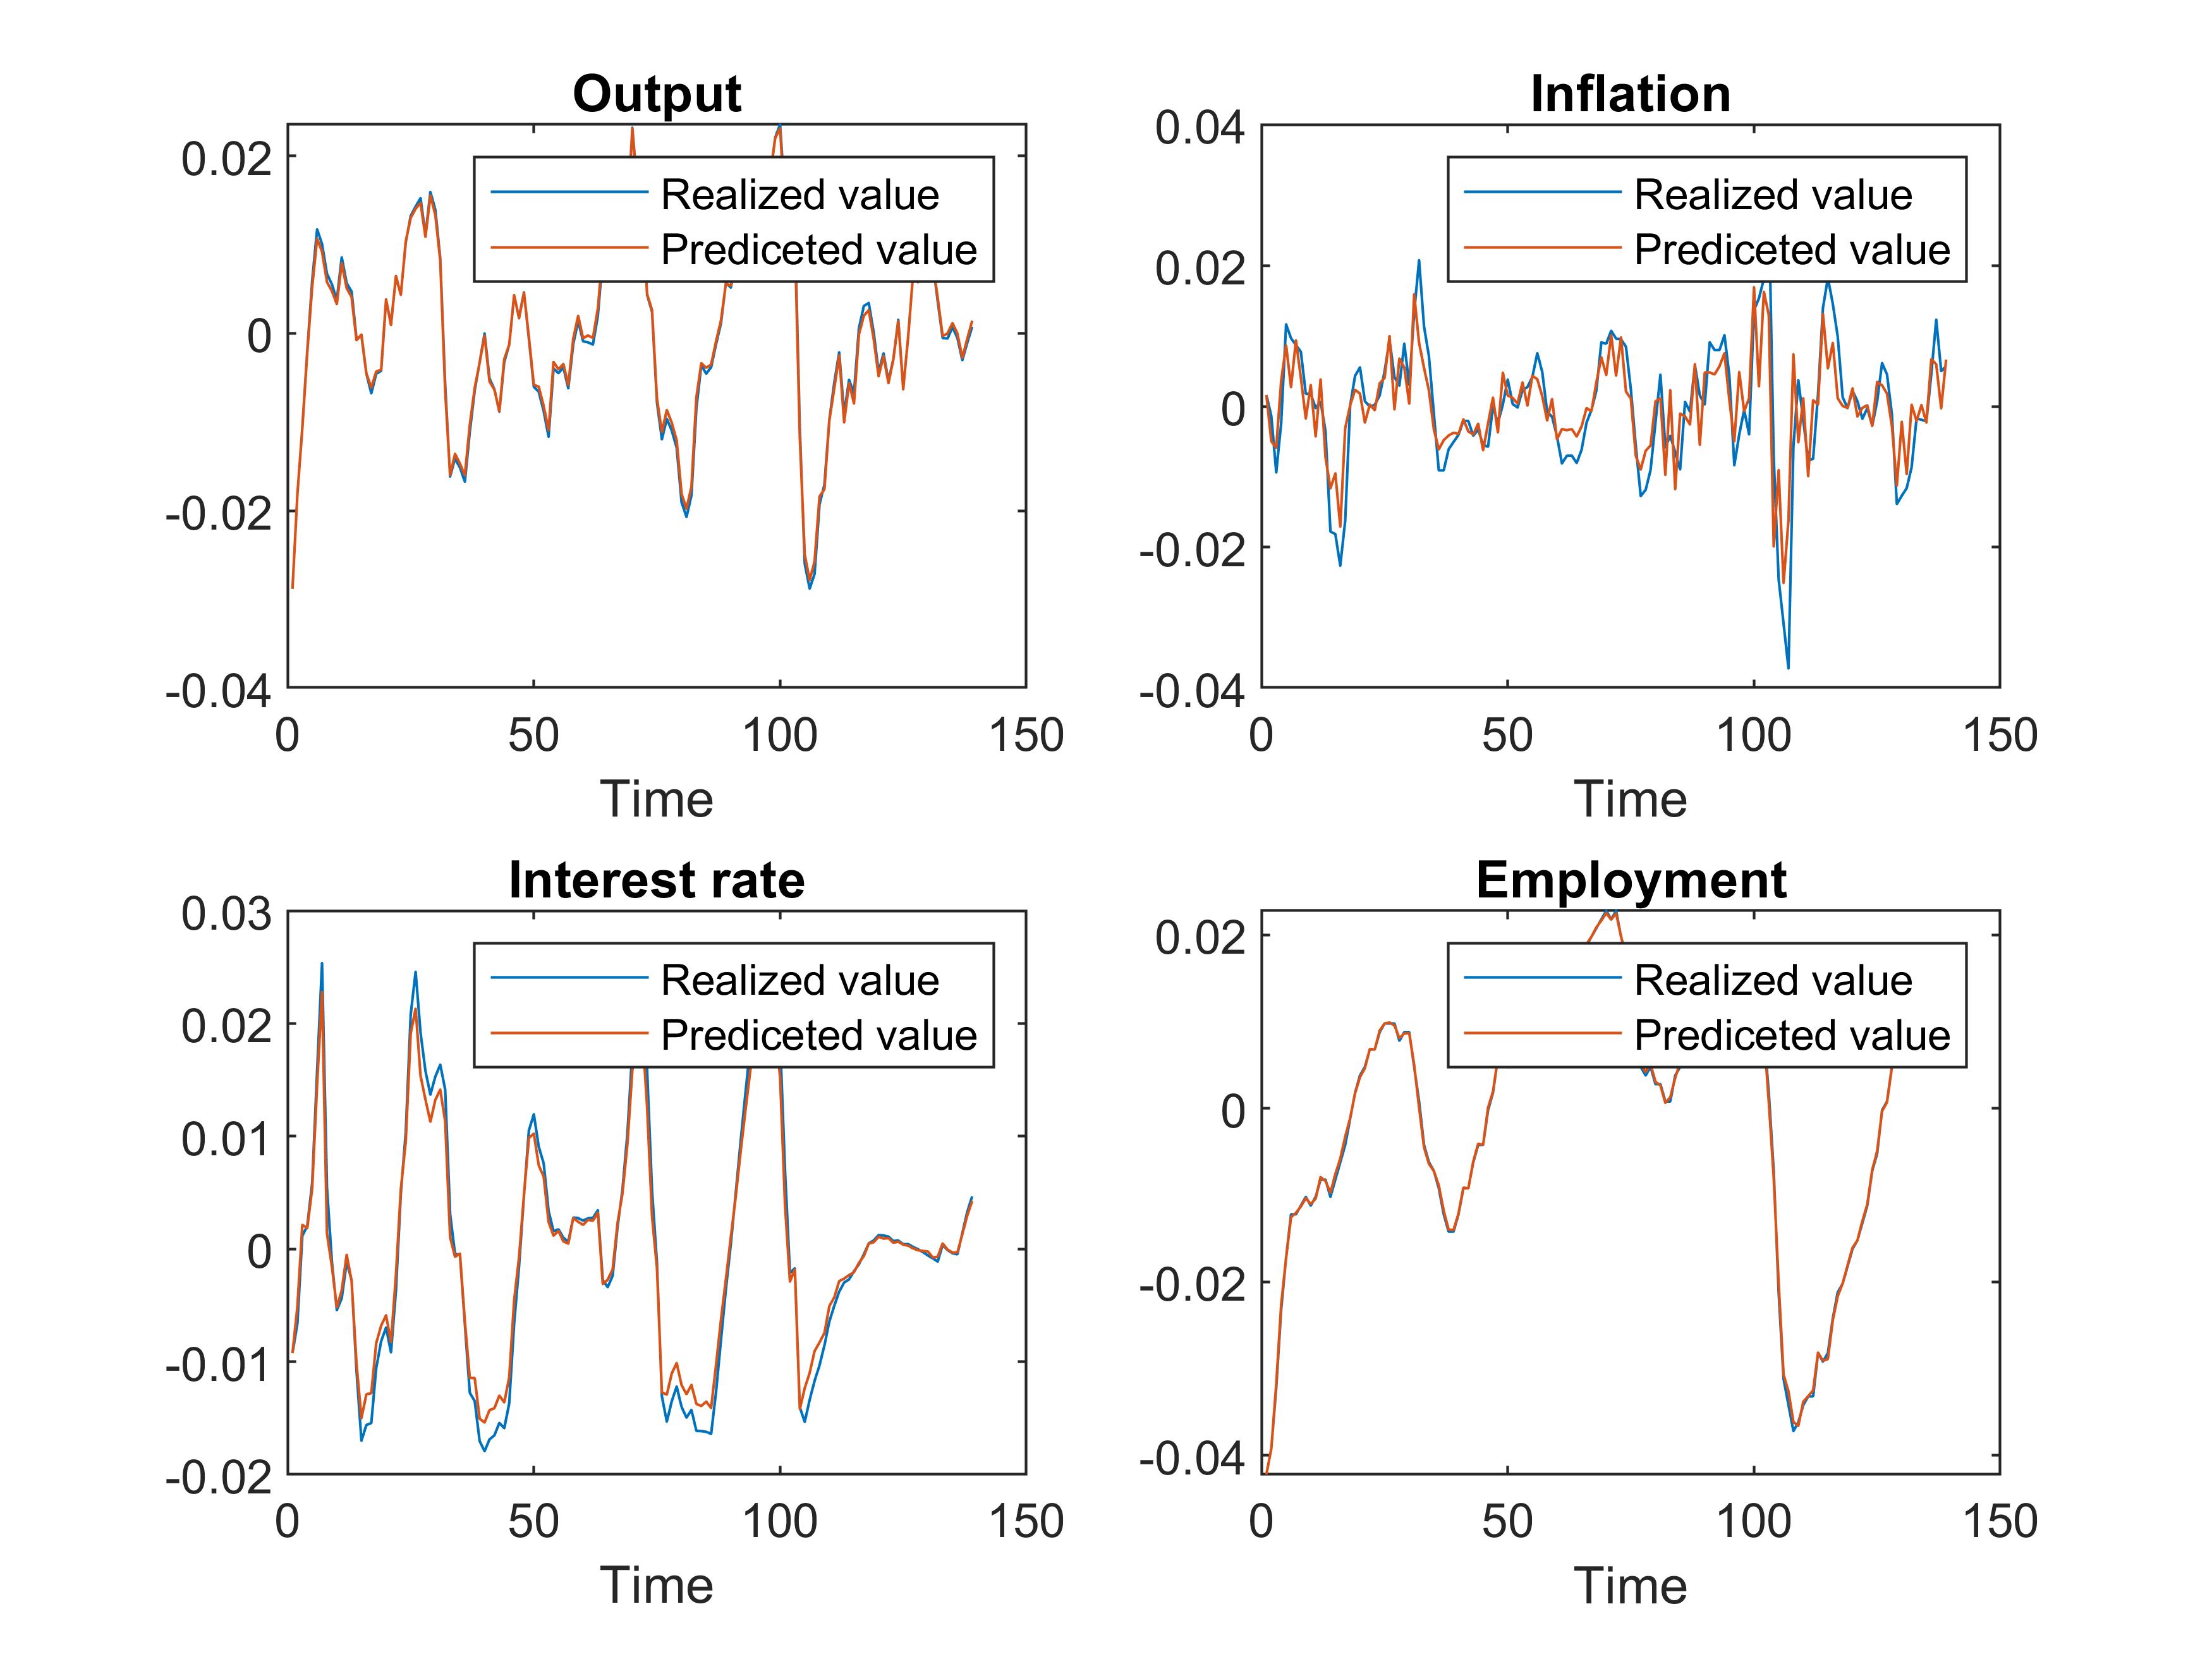 Output
0.02
0
-0.02
-0.04
0 50 100 150
Time
Realized value
Prediceted value
Inflation
0.04
0.02
0
-0.02
-0.04
0 50 100 150
Time
Realized value
Prediceted value
Interest rate
0.03
0.02
0.01
0
-0.01
-0.02
0 50 100 150
Time
Realized value
Prediceted value
Employment
0.02
0
-0.02
-0.04
0 50 100 150
Time
Realized value
Prediceted value